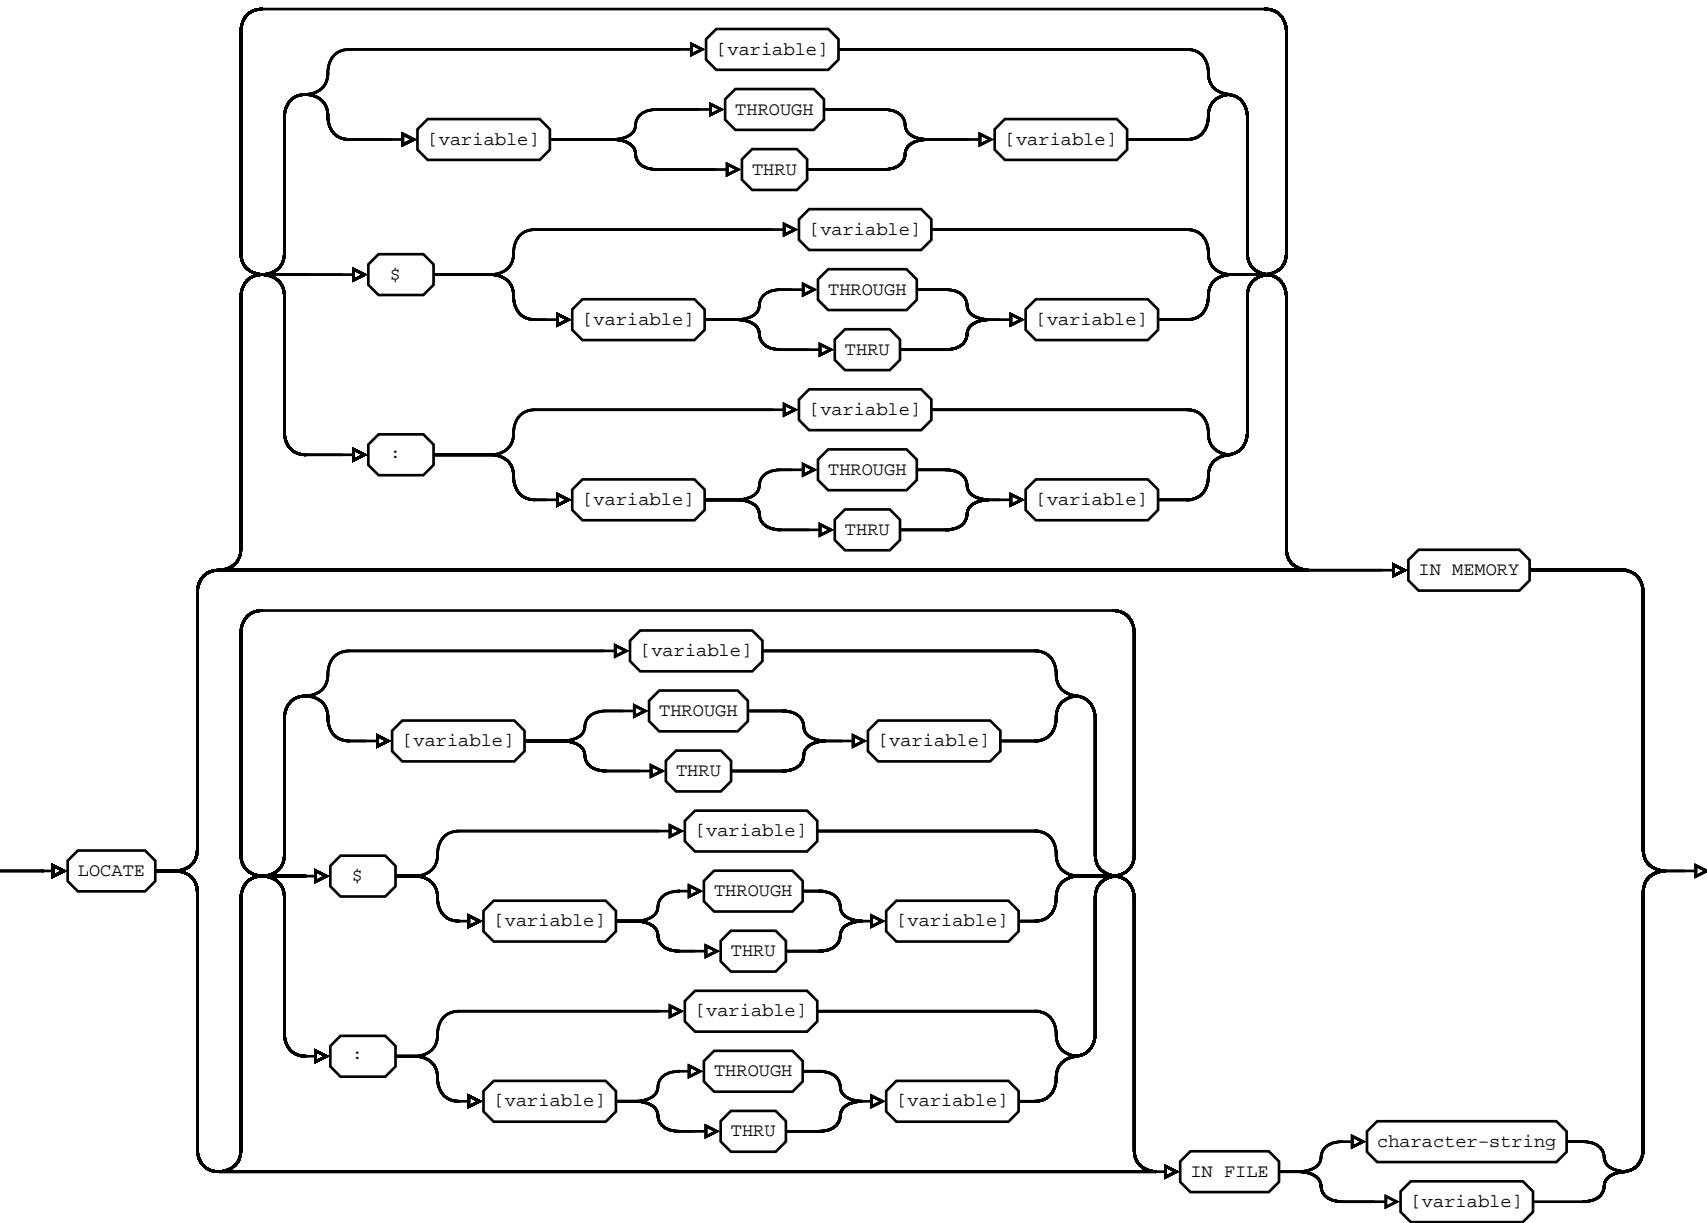 [variable]
THROUGH
[variable] [variable]
THRU
[variable]
$
THROUGH
[variable] [variable]
THRU
[variable]
:
THROUGH
[variable] [variable]
THRU
IN MEMORY
[variable]
THROUGH
[variable] [variable]
THRU
[variable]
LOCATE $
THROUGH
[variable] [variable]
THRU
[variable]
:
THROUGH
[variable] [variable]
THRU
character-string
IN FILE
[variable]